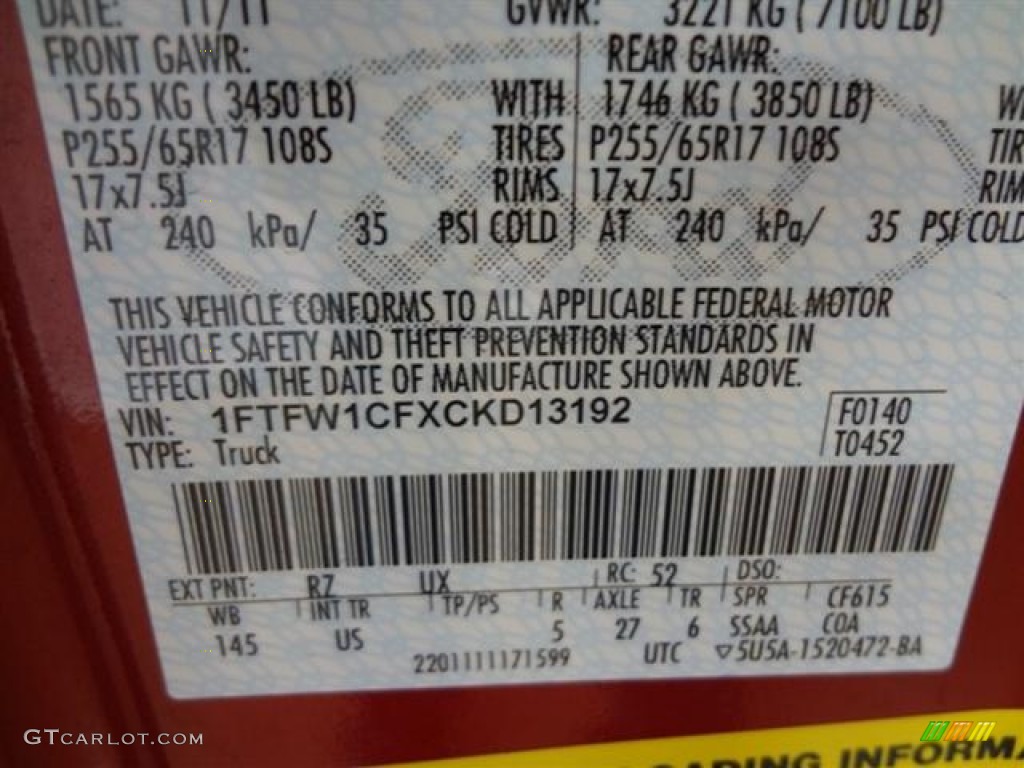 DATE: 11/11 GVWR: 3221 KG ( 7100 LB)
FRONT GAWR: REAR GAWR:
1565 KG ( 3450 LB) WITH 1746 KG ( 3850 LB)
P255/65R17 108S TIRES P255/65R17 108S
17x7.5J RIMS 17x7.5J
AT 240 kPa/ 35 PSI COLD AT 240 kPa/ 35 PSI COLD
THIS VEHICLE CONFORMS TO ALL APPLICABLE FEDERAL MOTOR
VEHICLE SAFETY AND THEFT PREVENTION STANDARDS IN
EFFECT ON THE DATE OF MANUFACTURE SHOWN ABOVE.
VIN: 1FTFW1CFXCKD13192 F0140
TYPE: Truck T0452
EXT PNT: RZ UX RC: 52 DSO:
WB INT TR TP/PS R AXLE TR SPR CF615
145 US 5 27 6 SSAA COA
2201111171599 UTC ▽5U5A-1520472-BA
GTCARLOT.COM